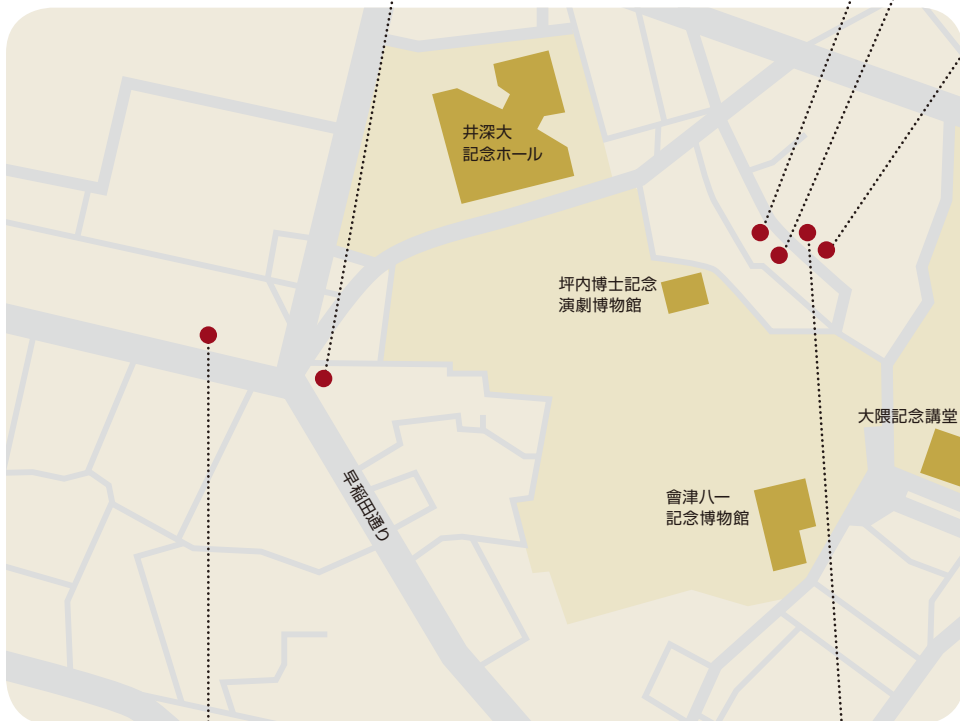 井深大
記念ホール
坪内博士記念
演劇博物館
大隈記念講堂
早稲田通り
會津八一
記念博物館